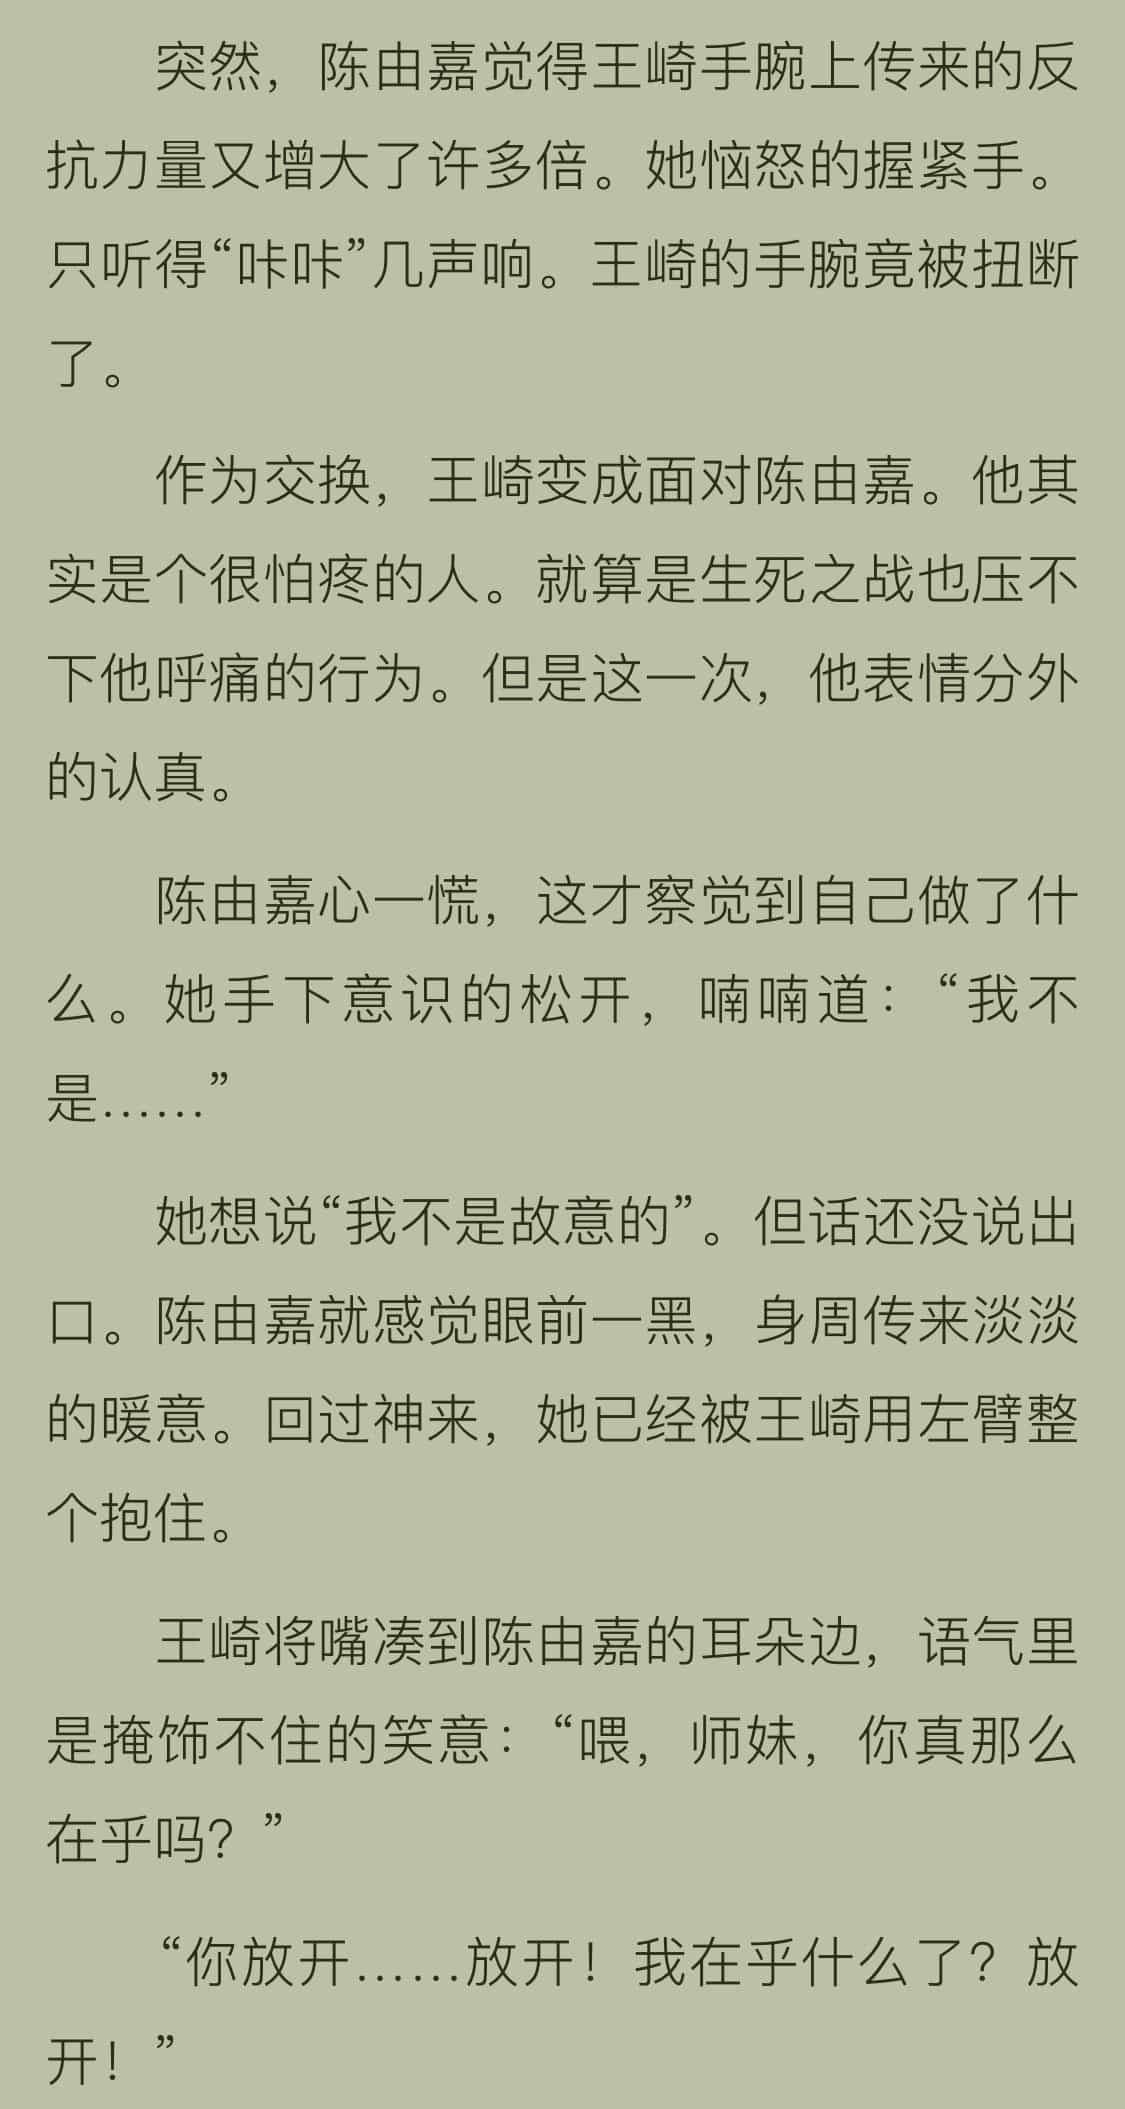 突然，陈由嘉觉得王崎手腕上传来的反
抗力量又增大了许多倍。她恼怒的握紧手。
只听得“咔咔”几声响。王崎的手腕竟被扭断
了。
作为交换，王崎变成面对陈由嘉。他其
实是个很怕疼的人。就算是生死之战也压不
下他呼痛的行为。但是这一次，他表情分外
的认真。
陈由嘉心一慌，这才察觉到自己做了什
么。她手下意识的松开，喃喃道：“我不
是……”
她想说“我不是故意的”。但话还没说出
口。陈由嘉就感觉眼前一黑，身周传来淡淡
的暖意。回过神来，她已经被王崎用左臂整
个抱住。
王崎将嘴凑到陈由嘉的耳朵边，语气里
是掩饰不住的笑意：“喂，师妹，你真那么
在乎吗？”
“你放开……放开！我在乎什么了？放
开！”